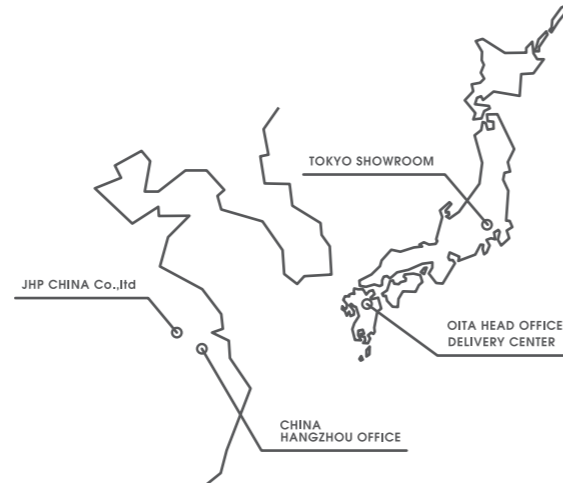 TOKYO SHOWROOM
JHP CHINA Co.,ltd
OITA HEAD OFFICE
DELIVERY CENTER
CHINA
HANGZHOU OFFICE